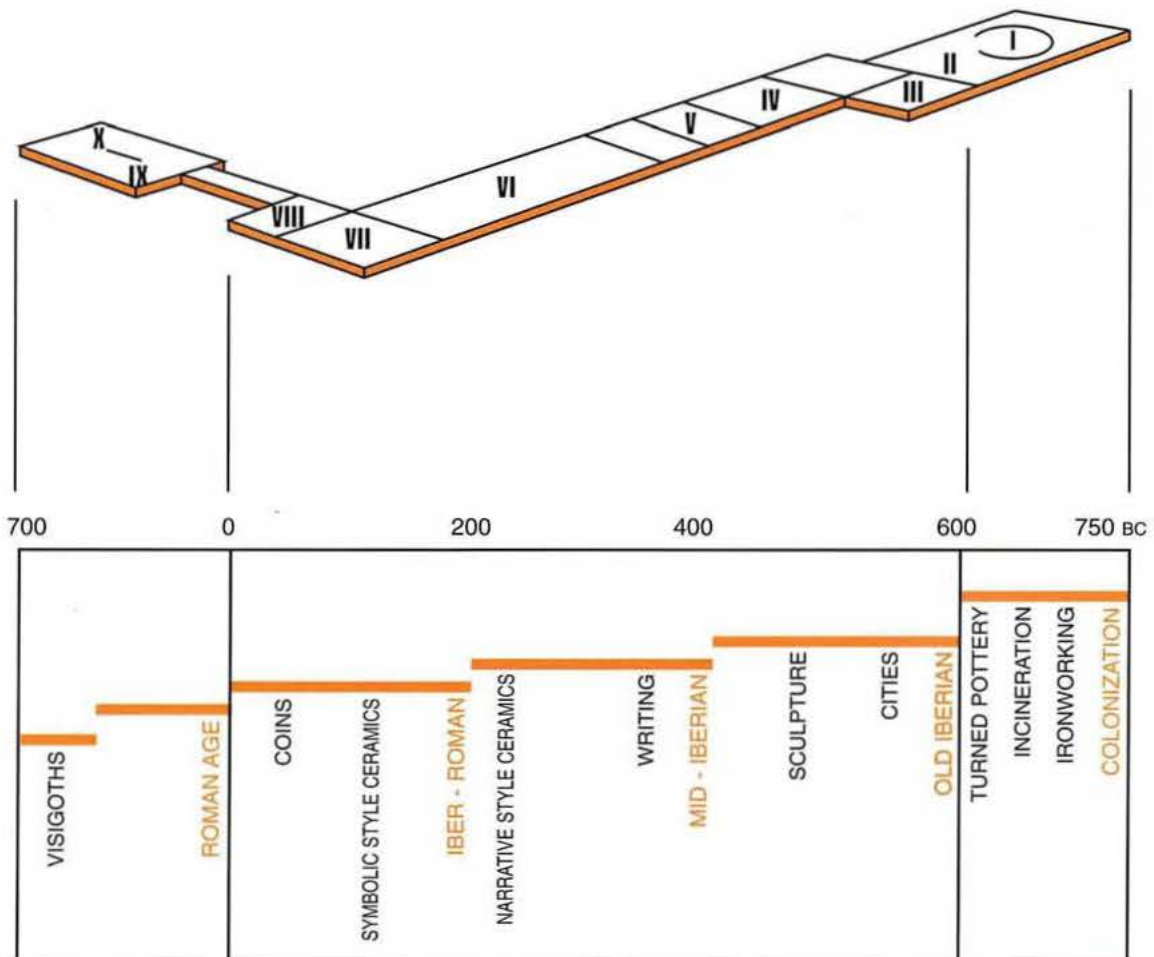 I
II
III
IV
V
VI
VII
VIII
IX
X
700 0 200 400 600 750 BC
VISIGOTHS
ROMAN AGE
COINS
SYMBOLIC STYLE CERAMICS
IBER - ROMAN
NARRATIVE STYLE CERAMICS
WRITING
MID - IBERIAN
SCULPTURE
CITIES
OLD IBERIAN
TURNED POTTERY
INCINERATION
IRONWORKING
COLONIZATION